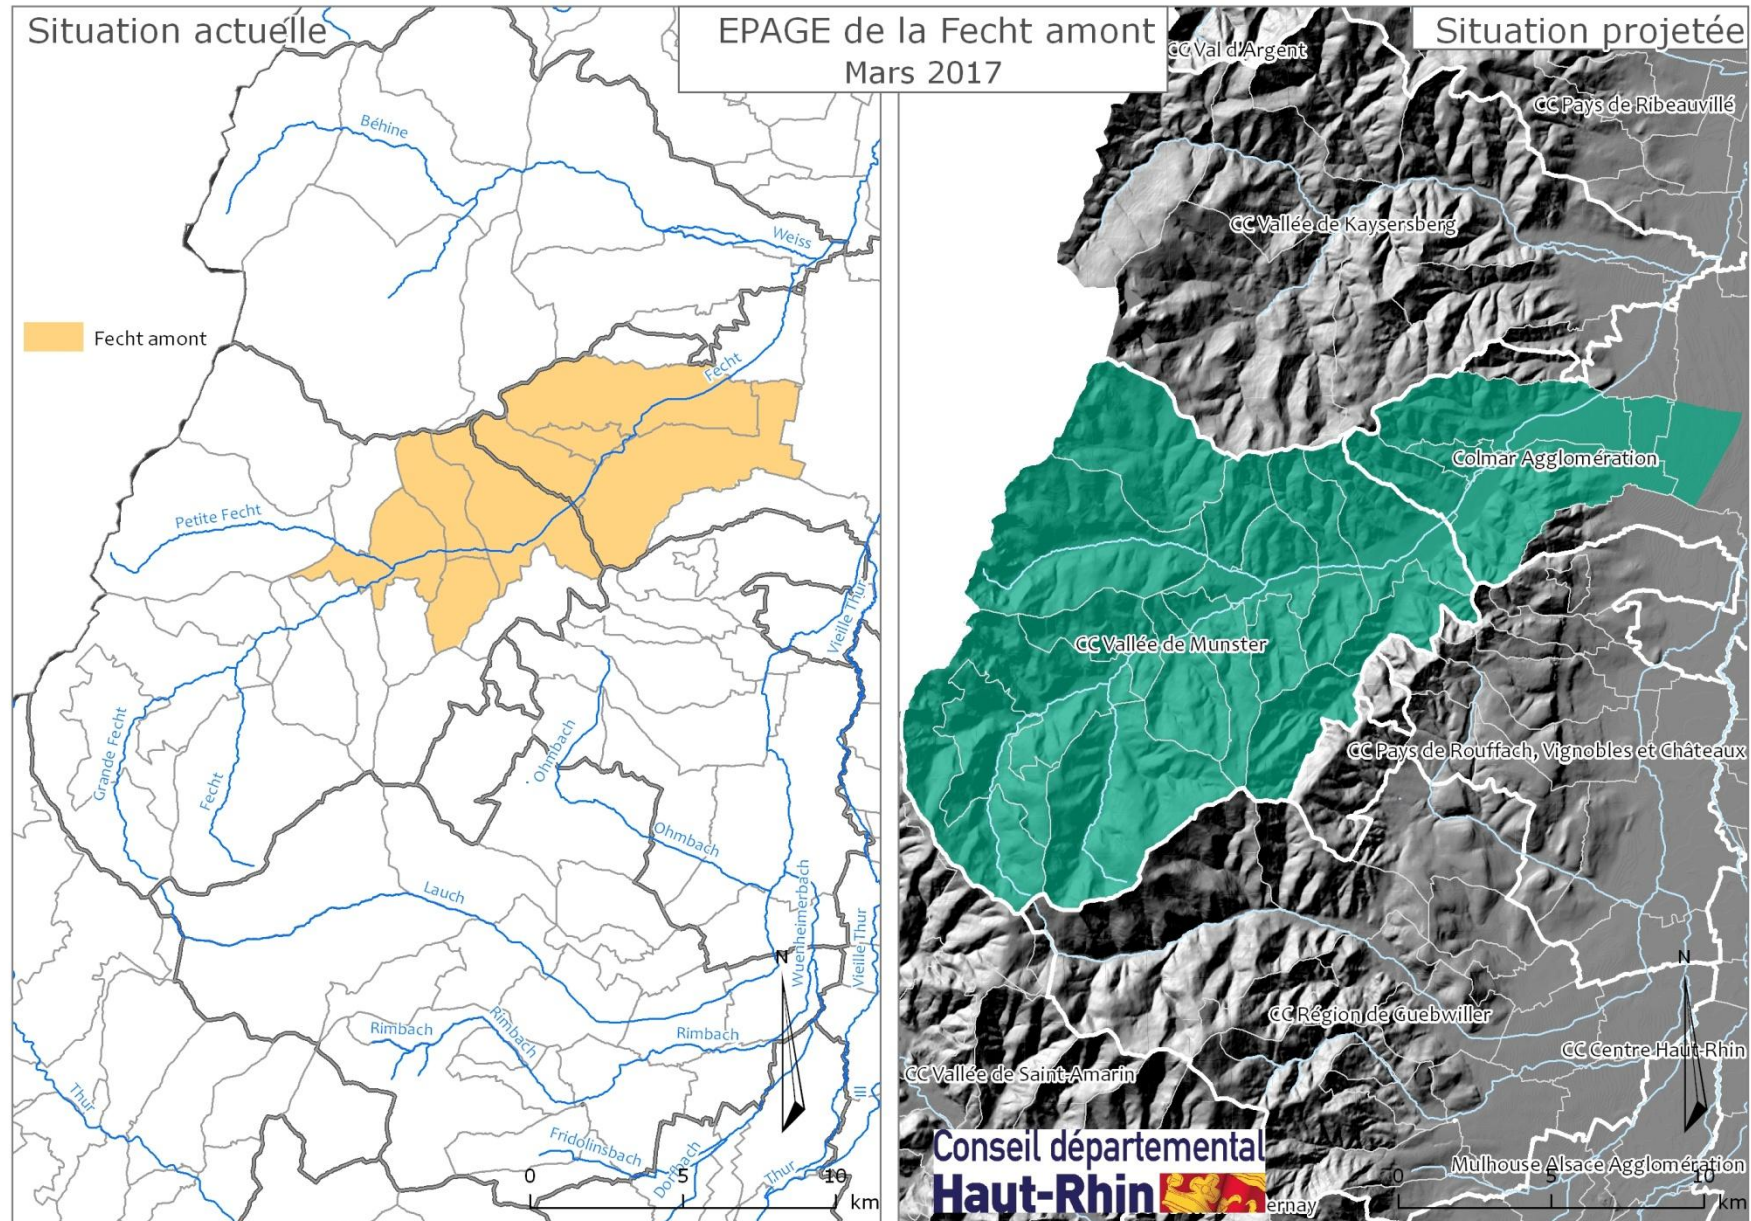 Situation actuelle
EPAGE de la Fecht amont
Mars 2017
Situation projetée
Béhine
Weiss
Fecht amont
Fecht
Petite Fecht
Vieille Thur
Grande Fecht
Fecht
Ohmbach
Ohmbach
Lauch
Wuenheimerbach
Vieille Thur
N
Rimbach
Rimbach
Rimbach
Thur
Ill
Fridolinsbach
Dorfbach
Thur
0 5 10
km
CC Val d'Argent
CC Pays de Ribeauvillé
CC Vallée de Kaysersberg
Colmar Agglomération
CC Vallée de Munster
CC Pays de Rouffach, Vignobles et Châteaux
N
CC Région de Guebwiller
CC Centre Haut-Rhin
CC Vallée de Saint-Amarin
Conseil départemental
Haut-Rhin
ernay
Mulhouse Alsace Agglomération
0 5 10
km